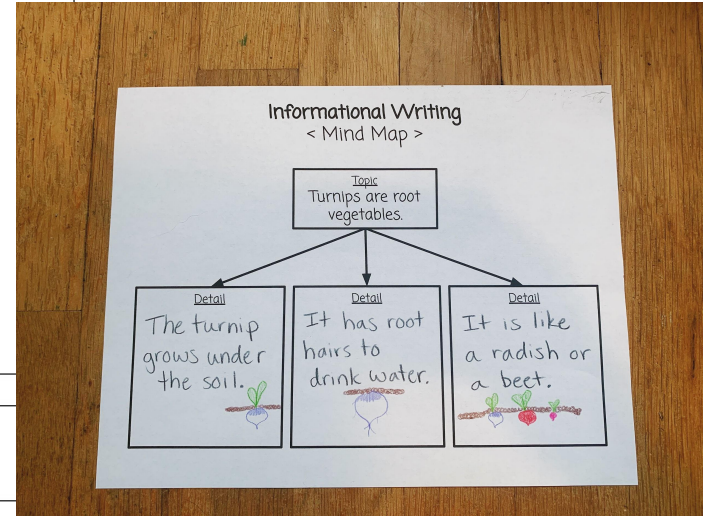 Informational Writing
< Mind Map >
Topic
Turnips are root
vegetables.
Detail
The turnip
grows under
the soil.
Detail
It has root
hairs to
drink water.
Detail
It is like
a radish or
a beet.